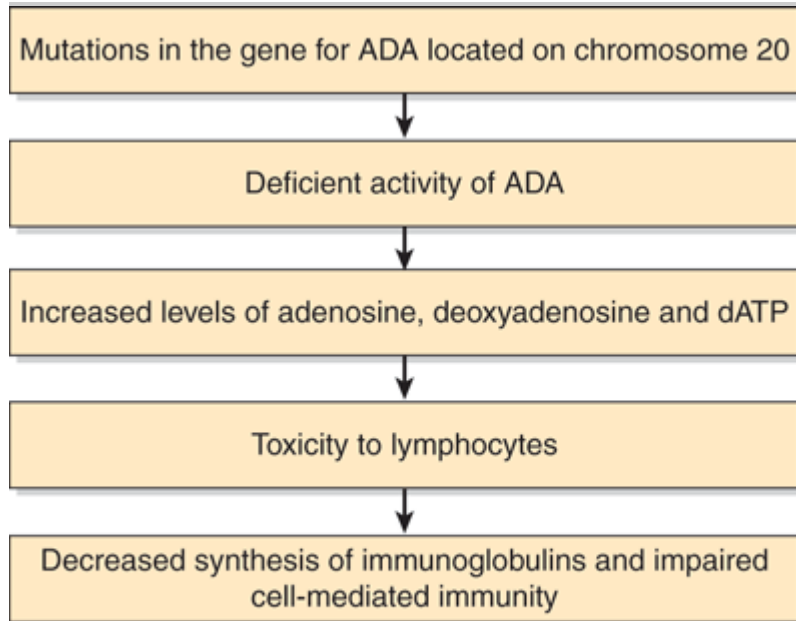 Mutations in the gene for ADA located on chromosome 20
Deficient activity of ADA
Increased levels of adenosine, deoxyadenosine and dATP
Toxicity to lymphocytes
Decreased synthesis of immunoglobulins and impaired
cell-mediated immunity